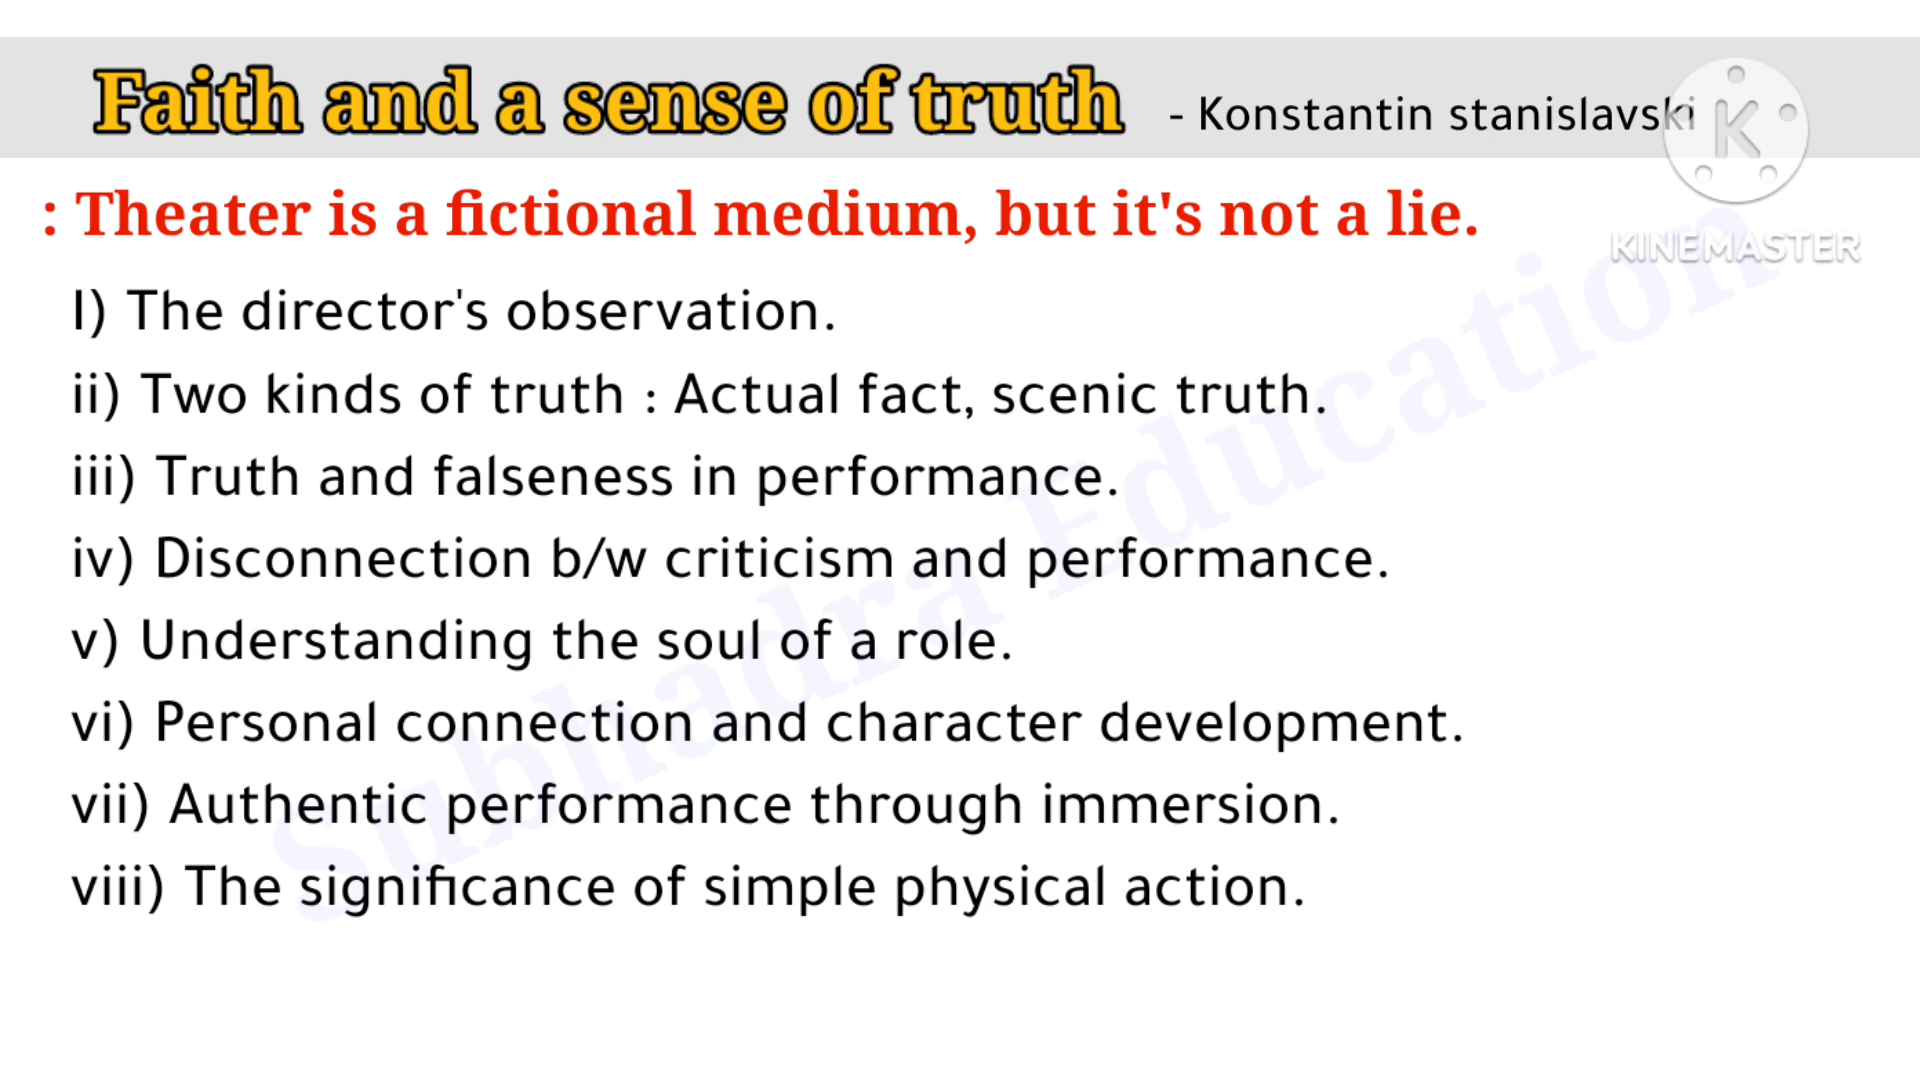 Faith and a sense of truth - Konstantin stanislavski
: Theater is a fictional medium, but it's not a lie.
KINEMASTER
I) The director's observation.
ii) Two kinds of truth : Actual fact, scenic truth.
iii) Truth and falseness in performance.
iv) Disconnection b/w criticism and performance.
v) Understanding the soul of a role.
vi) Personal connection and character development.
vii) Authentic performance through immersion.
viii) The significance of simple physical action.
Subhadra Education